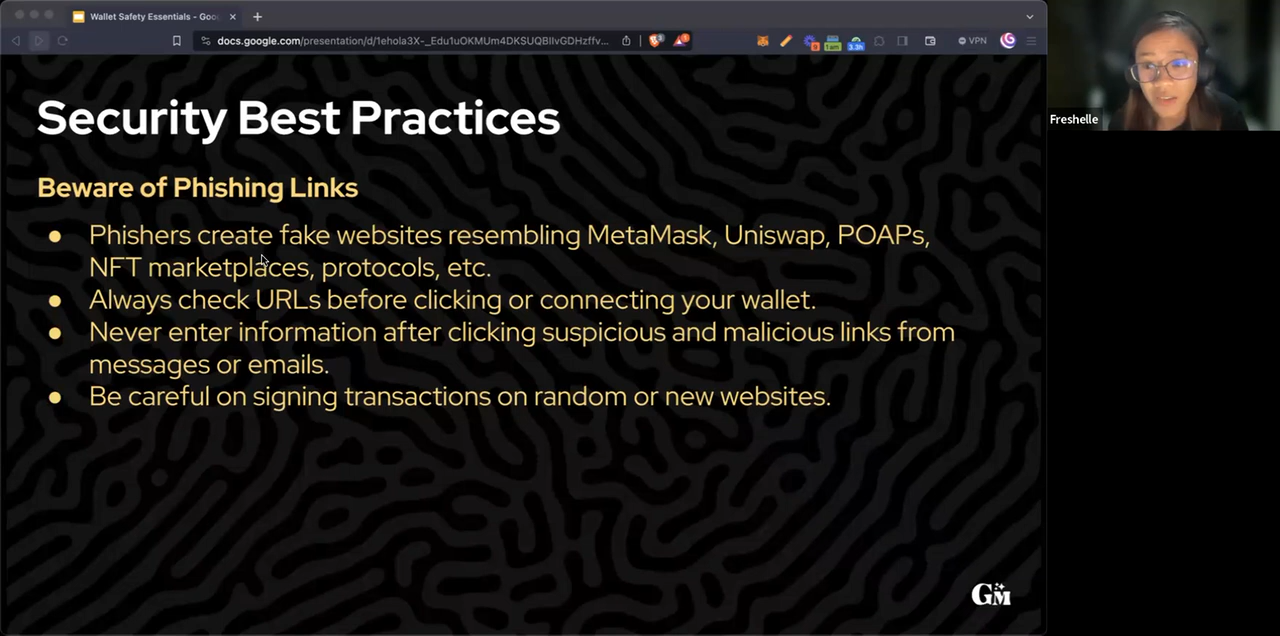 Wallet Safety Essentials - Goo
docs.google.com/presentation/d/1ehola3X-_Edu1uOKMUm4DKSUQBlIvGDHzffv...
VPN
Freshelle
Security Best Practices
Beware of Phishing Links
● Phishers create fake websites resembling MetaMask, Uniswap, POAPs,
NFT marketplaces, protocols, etc.
● Always check URLs before clicking or connecting your wallet.
● Never enter information after clicking suspicious and malicious links from
messages or emails.
● Be careful on signing transactions on random or new websites.
GM